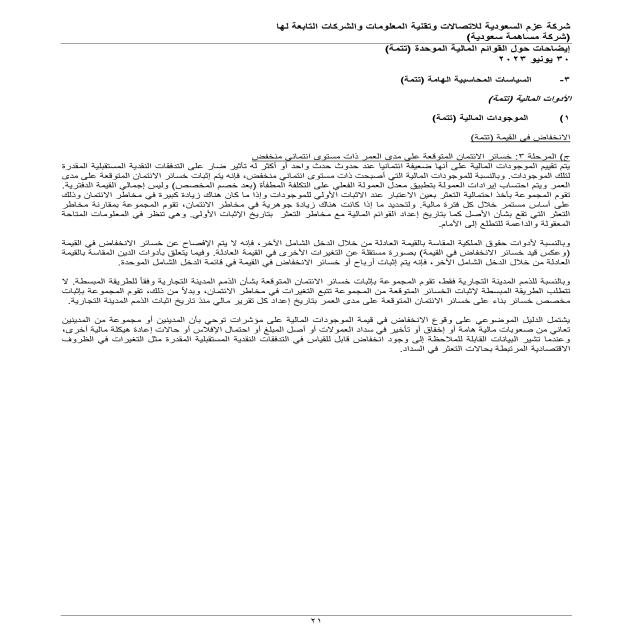 شركة عزم السعودية للاتصالات وتقنية المعلومات والشركات التابعة لها
(شركة مساهمة سعودية)
إيضاحات حول القوائم المالية الموحدة (تتمة)
٣٠ يونيو ٢٠٢٣
٣- السياسات المحاسبية الهامة (تتمة)
الأدوات المالية (تتمة)
١) الموجودات المالية (تتمة)
الانخفاض في القيمة (تتمة)
ج) المرحلة ٣: خسائر الائتمان المتوقعة على مدى العمر ذات مستوى ائتماني منخفض
يتم تقييم الموجودات المالية على أنها ضعيفة ائتمانيا عند حدوث حدث واحد أو أكثر له تأثير ضار على التدفقات النقدية المستقبلية المقدرة
لتلك الموجودات. وبالنسبة للموجودات المالية التي أصبحت ذات مستوى ائتماني منخفض، فإنه يتم إثبات خسائر الائتمان المتوقعة على مدى
العمر ويتم احتساب إيرادات العمولة بتطبيق معدل العمولة الفعلي على التكلفة المطفأة (بعد خصم المخصص) وليس إجمالي القيمة الدفترية.
تقوم المجموعة بأخذ احتمالية التعثر بعين الاعتبار عند الاثبات الأولي للموجودات وإذا ما كان هناك زيادة كبيرة في مخاطر الائتمان وذلك
على أساس مستمر خلال كل فترة مالية. ولتحديد ما إذا كانت هناك زيادة جوهرية في مخاطر الائتمان، تقوم المجموعة بمقارنة مخاطر
التعثر التي تقع بشأن الأصل كما بتاريخ إعداد القوائم المالية مع مخاطر التعثر بتاريخ الإثبات الأولي. وهي تنظر في المعلومات المتاحة
المعقولة والداعمة للتطلع إلى الأمام.
وبالنسبة لأدوات حقوق الملكية المقاسة بالقيمة العادلة من خلال الدخل الشامل الآخر، فإنه لا يتم الإفصاح عن خسائر الانخفاض في القيمة
(وعكس قيد خسائر الانخفاض في القيمة) بصورة مستقلة عن التغيرات الأخرى في القيمة العادلة. وفيما يتعلق بأدوات الدين المقاسة بالقيمة
العادلة من خلال الدخل الشامل الآخر، فإنه يتم إثبات أرباح أو خسائر الانخفاض في القيمة في قائمة الدخل الشامل الموحدة.
وبالنسبة للذمم المدينة التجارية فقط، تقوم المجموعة بإثبات خسائر الائتمان المتوقعة بشأن الذمم المدينة التجارية وفقاً للطريقة المبسطة. لا
تتطلب الطريقة المبسطة لإثبات الخسائر المتوقعة من المجموعة تتبع التغيرات في مخاطر الائتمان، وبدلاً من ذلك، تقوم المجموعة بإثبات
مخصص خسائر بناء على خسائر الائتمان المتوقعة على مدى العمر بتاريخ إعداد كل تقرير مالي منذ تاريخ اثبات الذمم المدينة التجارية.
يشتمل الدليل الموضوعي على وقوع الانخفاض في قيمة الموجودات المالية على مؤشرات توحي بأن المدينين أو مجموعة من المدينين
تعاني من صعوبات مالية هامة أو إخفاق أو تأخير في سداد العمولات أو أصل المبلغ أو احتمال الإفلاس أو حالات إعادة هيكلة مالية أخرى،
وعندما تشير البيانات القابلة للملاحظة إلى وجود انخفاض قابل للقياس في التدفقات النقدية المستقبلية المقدرة مثل التغيرات في الظروف
الاقتصادية المرتبطة بحالات التعثر في السداد.
٢١